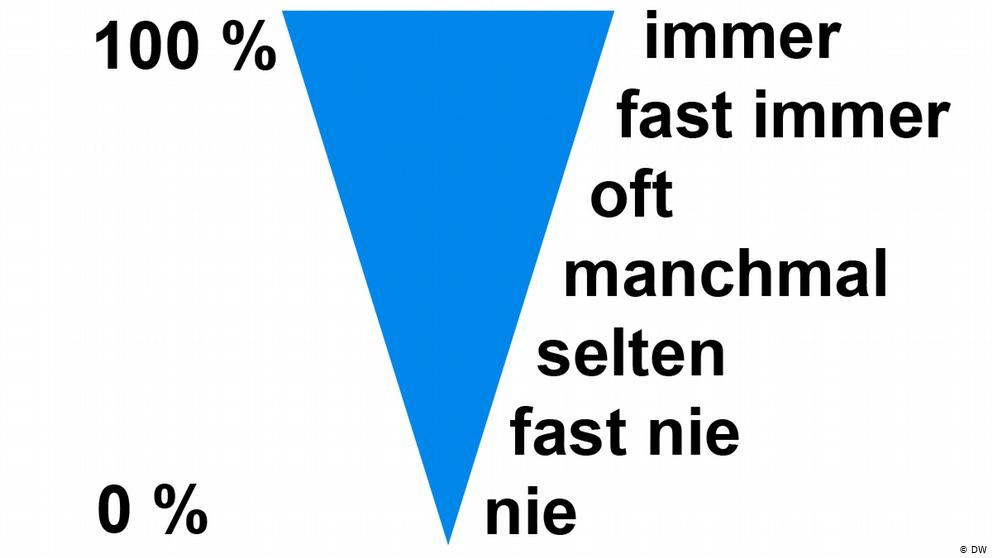 100 %
immer
fast immer
oft
manchmal
selten
fast nie
0 %
nie
© DW